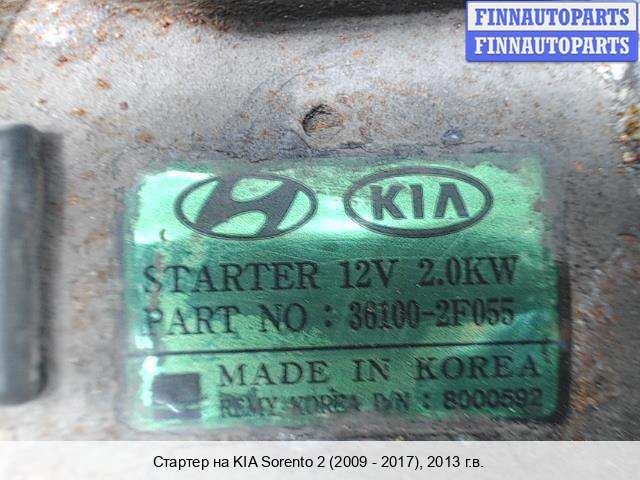 FINNAUTOPARTS
FINNAUTOPARTS
KIA
STARTER 12V 2.0KW
PART NO : 36100-2F055
MADE IN KOREA
REMY KOREA P/N : 8000592
Стартер на KIA Sorento 2 (2009 - 2017), 2013 г.в.